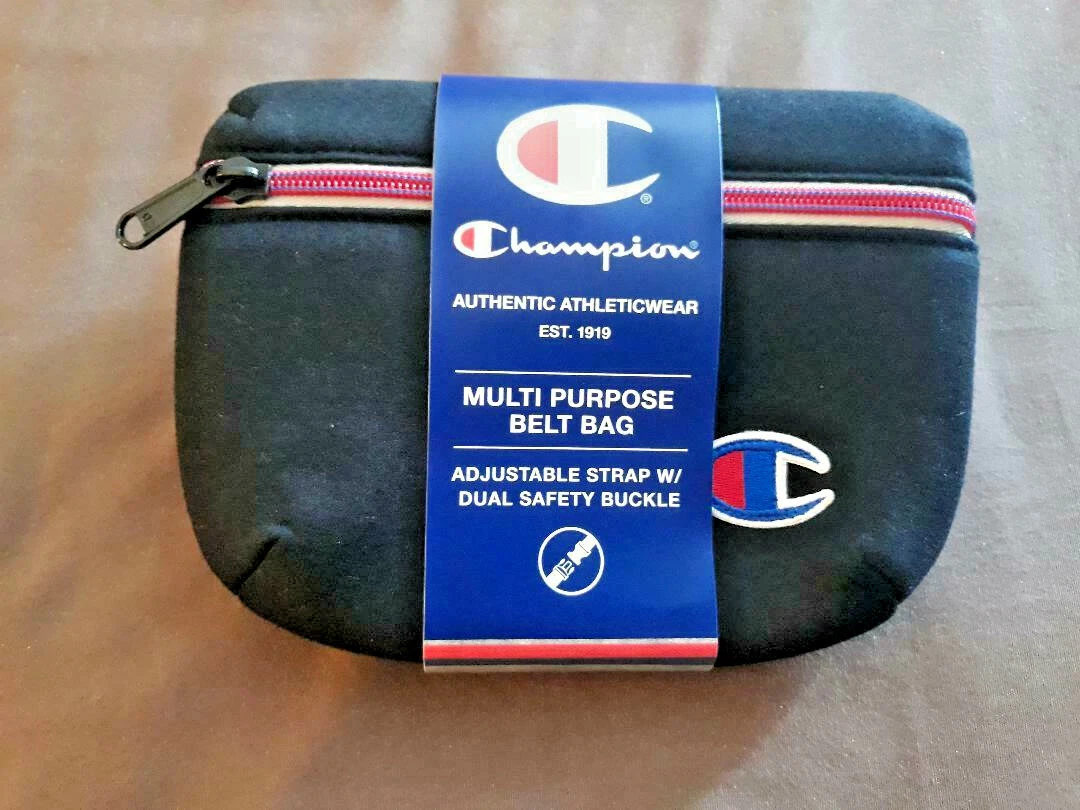 Champion
AUTHENTIC ATHLETICWEAR
EST. 1919
MULTI PURPOSE
BELT BAG
ADJUSTABLE STRAP W/
DUAL SAFETY BUCKLE